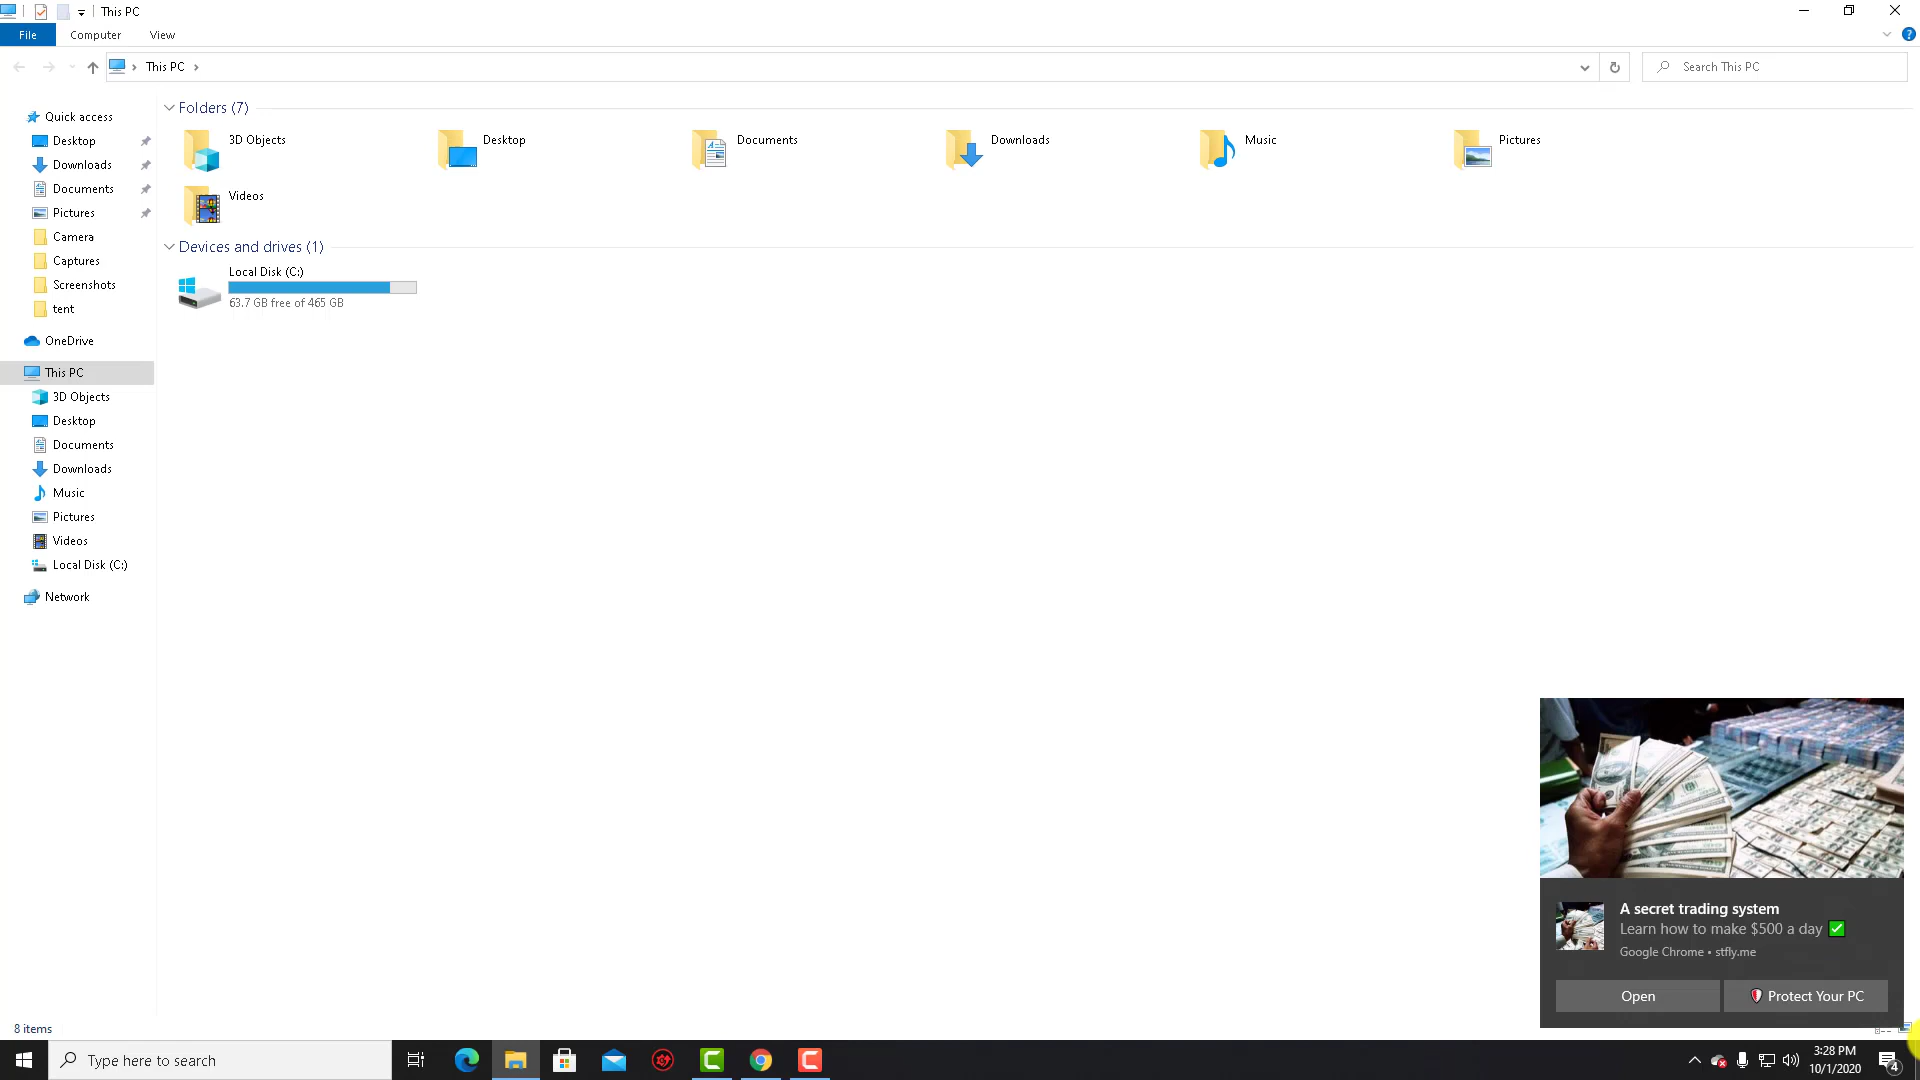 This PC
File Computer View
This PC
Search This PC
Quick access
Desktop
Downloads
Documents
Pictures
Camera
Captures
Screenshots
tent
OneDrive
This PC
3D Objects
Desktop
Documents
Downloads
Music
Pictures
Videos
Local Disk (C:)
Network
Folders (7)
3D Objects Desktop Documents Downloads Music Pictures
Videos
Devices and drives (1)
Local Disk (C:)
63.7 GB free of 465 GB
A secret trading system
Learn how to make $500 a day ✅
Google Chrome • stfly.me
Open Protect Your PC
8 items
Type here to search
3:28 PM
10/1/2020
4